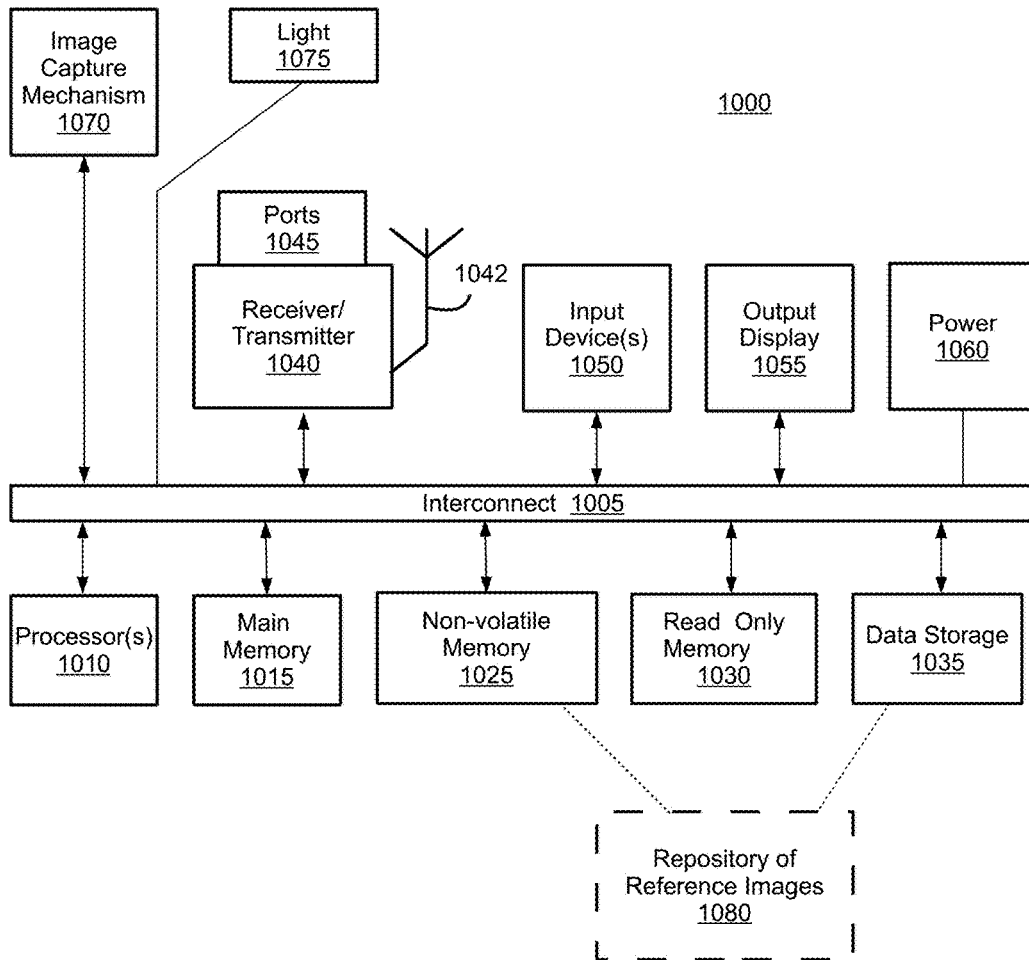 Image
Capture
Mechanism
1070
Light
1075
1000
Ports
1045
1042
Receiver/
Transmitter
1040
Input
Device(s)
1050
Output
Display
1055
Power
1060
Interconnect 1005
Processor(s)
1010
Main
Memory
1015
Non-volatile
Memory
1025
Read Only
Memory
1030
Data Storage
1035
Repository of
Reference Images
1080